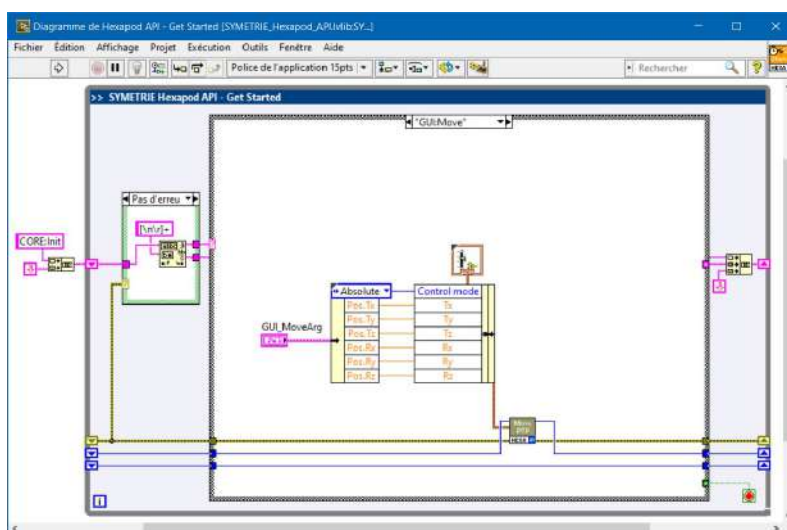 Diagramme de Hexapod API - Get Started [SYMETRIE_Hexapod_API.lvlib:SY...]
Fichier Édition Affichage Projet Exécution Outils Fenêtre Aide
Police de l'application 15pts
Rechercher
>> SYMETRIE Hexapod API - Get Started
"GUI:Move"
Pas d'erreu
[\n\r]+
CORE:Init
Absolute
Control mode
Pos.Tx
Tx
Pos.Ty
Ty
GUI_MoveArg
Pos.Tz
Tz
Pos.Rx
Rx
Pos.Ry
Ry
Pos.Rz
Rz
Move
HEXA
i